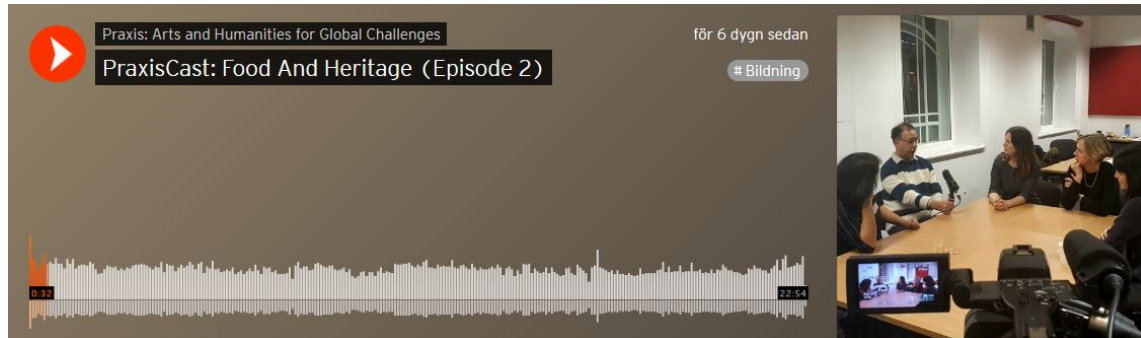 Praxis: Arts and Humanities for Global Challenges
för 6 dygn sedan
PraxisCast: Food And Heritage (Episode 2)
# Bildning
0:32
22:54